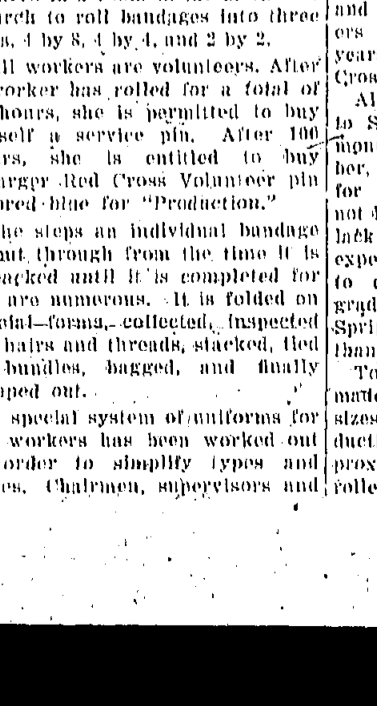 urch to roll bandages into three
s, 4 by 8, 4 by 4, and 2 by 2.
ll workers are volunteers. After
orker has rolled for a total of
hours, she is permitted to buy
self a service pin. After 100
rs, she is entitled to buy
arger Red Cross Volunteer pin
ored blue for "Production."
he steps an individual bandage
put through from the time it is
acked until it is completed for
are numerous. It is folded on
cial forms, collected, inspected
hairs and threads, stacked, tied
bundles, bagged, and finally
pped out.
special system of uniforms for
workers has been worked out
order to simplify types and
es. Chairmen, supervisors and
and
ers
year
Cros
Al
to S
mon
ber,
for
not 4
lack
expe
to c
grad
Spri
than
To
made
sizes
duct
prox
rolle